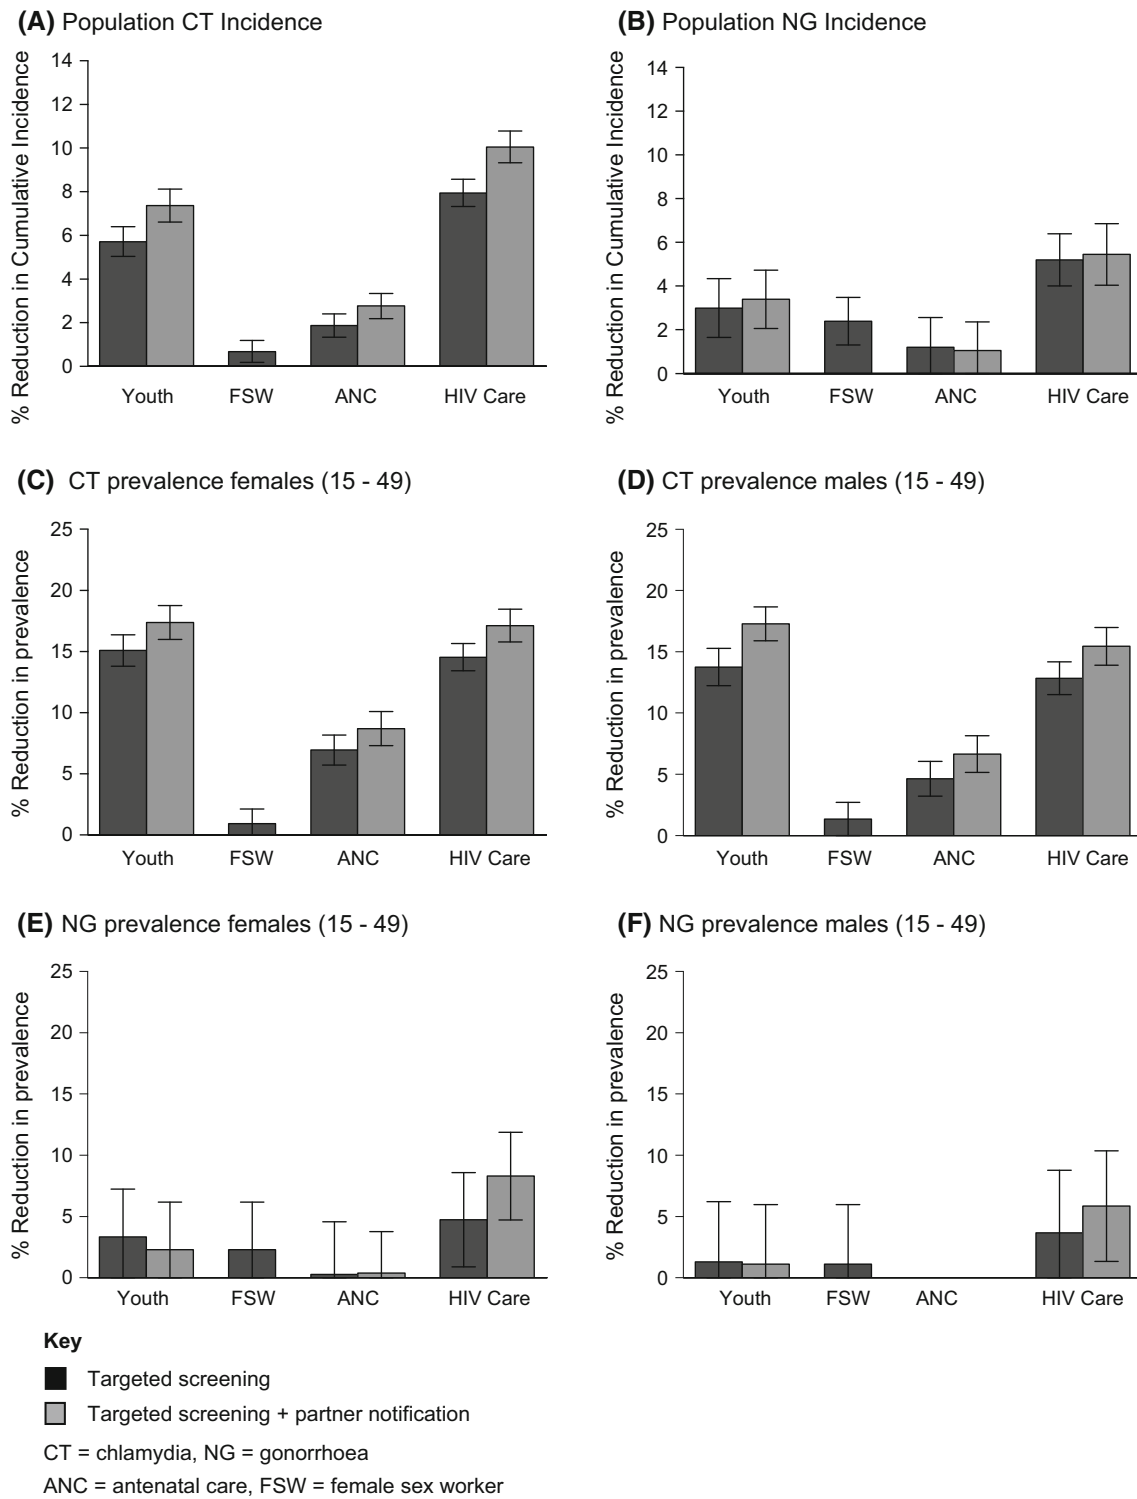 (A) Population CT Incidence
% Reduction in Cumulative Incidence
14
12
10
8
6
4
2
0
Youth FSW ANC HIV Care
(B) Population NG Incidence
% Reduction in Cumulative Incidence
14
12
10
8
6
4
2
0
Youth FSW ANC HIV Care
(C) CT prevalence females (15 - 49)
% Reduction in prevalence
25
20
15
10
5
0
Youth FSW ANC HIV Care
(D) CT prevalence males (15 - 49)
% Reduction in prevalence
25
20
15
10
5
0
Youth FSW ANC HIV Care
(E) NG prevalence females (15 - 49)
% Reduction in prevalence
25
20
15
10
5
0
Youth FSW ANC HIV Care
(F) NG prevalence males (15 - 49)
% Reduction in prevalence
25
20
15
10
5
0
Youth FSW ANC HIV Care
Key
Targeted screening
Targeted screening + partner notification
CT = chlamydia, NG = gonorrhoea
ANC = antenatal care, FSW = female sex worker